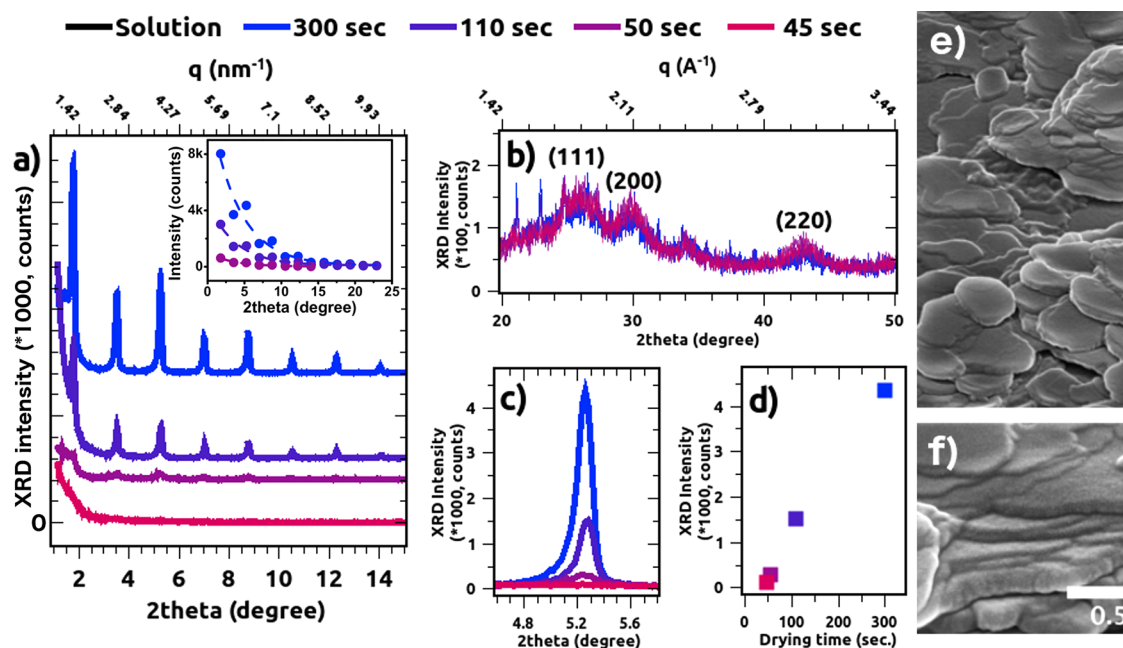 Solution 300 sec 110 sec 50 sec 45 sec
q (nm-1)
1.42 2.84 4.27 5.69 7.1 8.52 9.93
a)
XRD intensity (*1000, counts)
0
2 4 6 8 10 12 14
2theta (degree)
Intensity (counts)
8k
4k
0
0 5 10 15 20 25
2theta (degree)
q (A-1)
1.42 2.11 2.79 3.44
b)
(111)
(200)
(220)
XRD Intensity
(*100, counts)
2
1
0
20 30 40 50
2theta (degree)
c)
XRD Intensity
(*1000, counts)
4
3
2
1
0
4.8 5.2 5.6
2theta (degree)
d)
XRD Intensity
(*1000, counts)
4
3
2
1
0
0 100 200 300
Drying time (sec.)
e)
f)
0.5